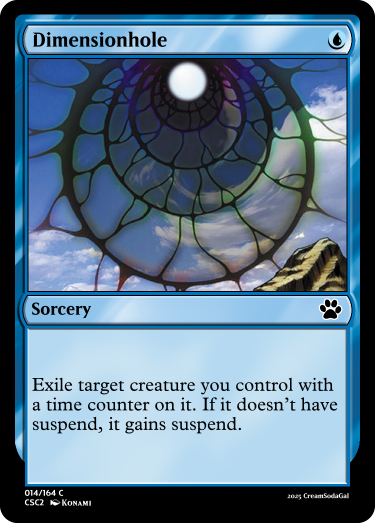 Dimensionhole
Sorcery
Exile target creature you control with
a time counter on it. If it doesn't have
suspend, it gains suspend.
014/164 C
CSC2 KONAMI
2025 CreamSodaGal